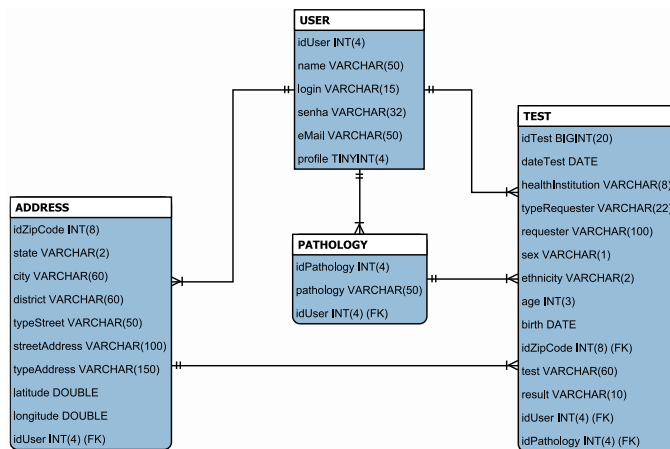 USER
idUser INT(4)
name VARCHAR(50)
login VARCHAR(15)
senha VARCHAR(32)
eMail VARCHAR(50)
profile TINYINT(4)
TEST
idTest BIGINT(20)
dateTest DATE
healthInstitution VARCHAR(8)
typeRequester VARCHAR(22)
requester VARCHAR(100)
sex VARCHAR(1)
ethnicity VARCHAR(2)
age INT(3)
birth DATE
idZipCode INT(8) (FK)
test VARCHAR(60)
result VARCHAR(10)
idUser INT(4) (FK)
idPathology INT(4) (FK)
ADDRESS
idZipCode INT(8)
state VARCHAR(2)
city VARCHAR(60)
district VARCHAR(60)
typeStreet VARCHAR(50)
streetAddress VARCHAR(100)
typeAddress VARCHAR(150)
latitude DOUBLE
longitude DOUBLE
idUser INT(4) (FK)
PATHOLOGY
idPathology INT(4)
pathology VARCHAR(50)
idUser INT(4) (FK)